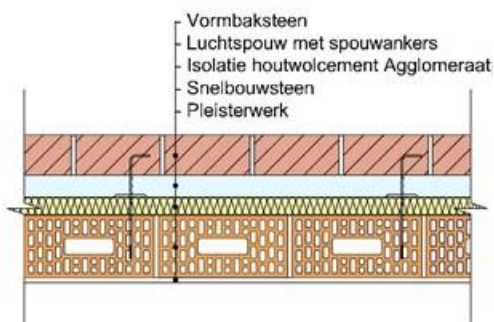 Vormbaksteen
Luchtspouw met spouwankers
Isolatie houtwolcement Agglomeraat
Snelbouwsteen
Pleisterwerk